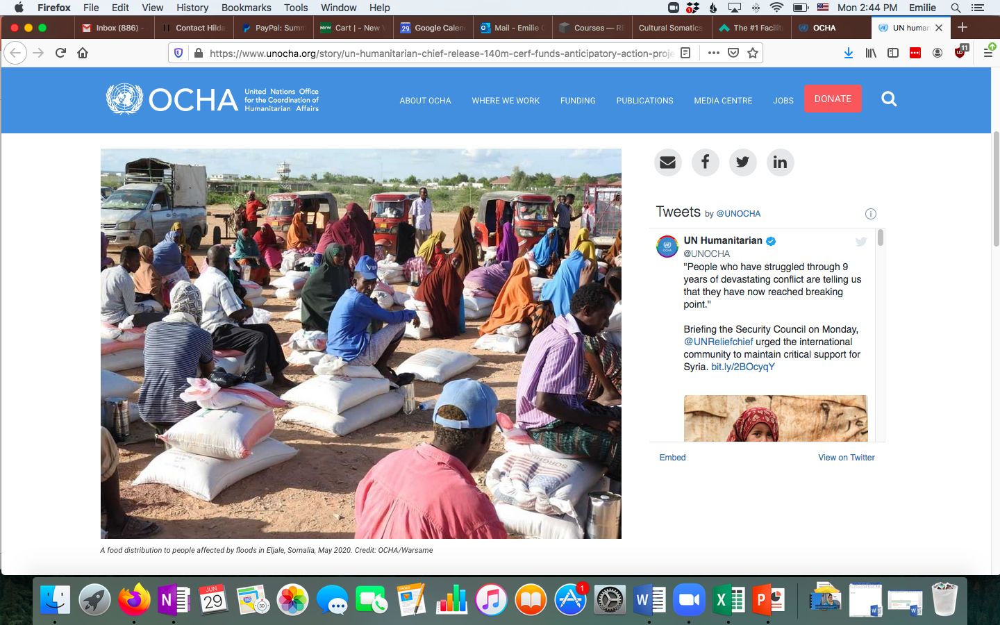 Firefox File Edit View History Bookmarks Tools Window Help
1
Mon 2:44 PM Emilie
Inbox (886) -
Contact Hilda
PayPal: Summ
Cart | - New
Google Calen
Mail - Emilie
Courses — R
Cultural Somatics
The #1 Facilit
OCHA
UN human
29
https://www.unocha.org/story/un-humanitarian-chief-release-140m-cerf-funds-anticipatory-action-proje
11
OCHA
United Nations Office
for the Coordination of
Humanitarian Affairs
ABOUT OCHA
WHERE WE WORK
FUNDING
PUBLICATIONS
MEDIA CENTRE
JOBS
DONATE
VIP
SORGHUM
Tweets by @UNOCHA
UN Humanitarian
@UNOCHA
"People who have struggled through 9
years of devastating conflict are telling us
that they have now reached breaking
point."
Briefing the Security Council on Monday,
@UNReliefchief urged the international
community to maintain critical support for
Syria. bit.ly/2BOcyqY
Embed
View on Twitter
A food distribution to people affected by floods in Eljale, Somalia, May 2020. Credit: OCHA/Warsame
JUN
29
PAGES
1